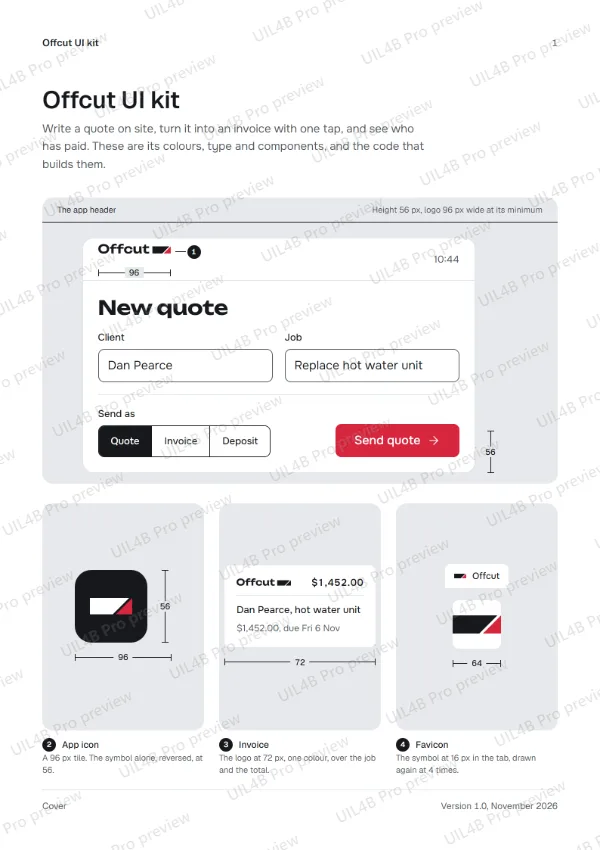 Offcut UI kit
1
Offcut UI kit
Write a quote on site, turn it into an invoice with one tap, and see who
has paid. These are its colours, type and components, and the code that
builds them.
The app header
Height 56 px, logo 96 px wide at its minimum
Offcut
1
96
10:44
New quote
Client
Job
Dan Pearce
Replace hot water unit
Send as
Quote
Invoice
Deposit
Send quote →
56
56
96
Offcut
$1,452.00
Dan Pearce, hot water unit
$1,452.00, due Fri 6 Nov
72
Offcut
64
2 App icon
A 96 px tile. The symbol alone, reversed, at
56.
3 Invoice
The logo at 72 px, one colour, over the job
and the total.
4 Favicon
The symbol at 16 px in the tab, drawn
again at 4 times.
Cover
Version 1.0, November 2026
UIL4B Pro preview